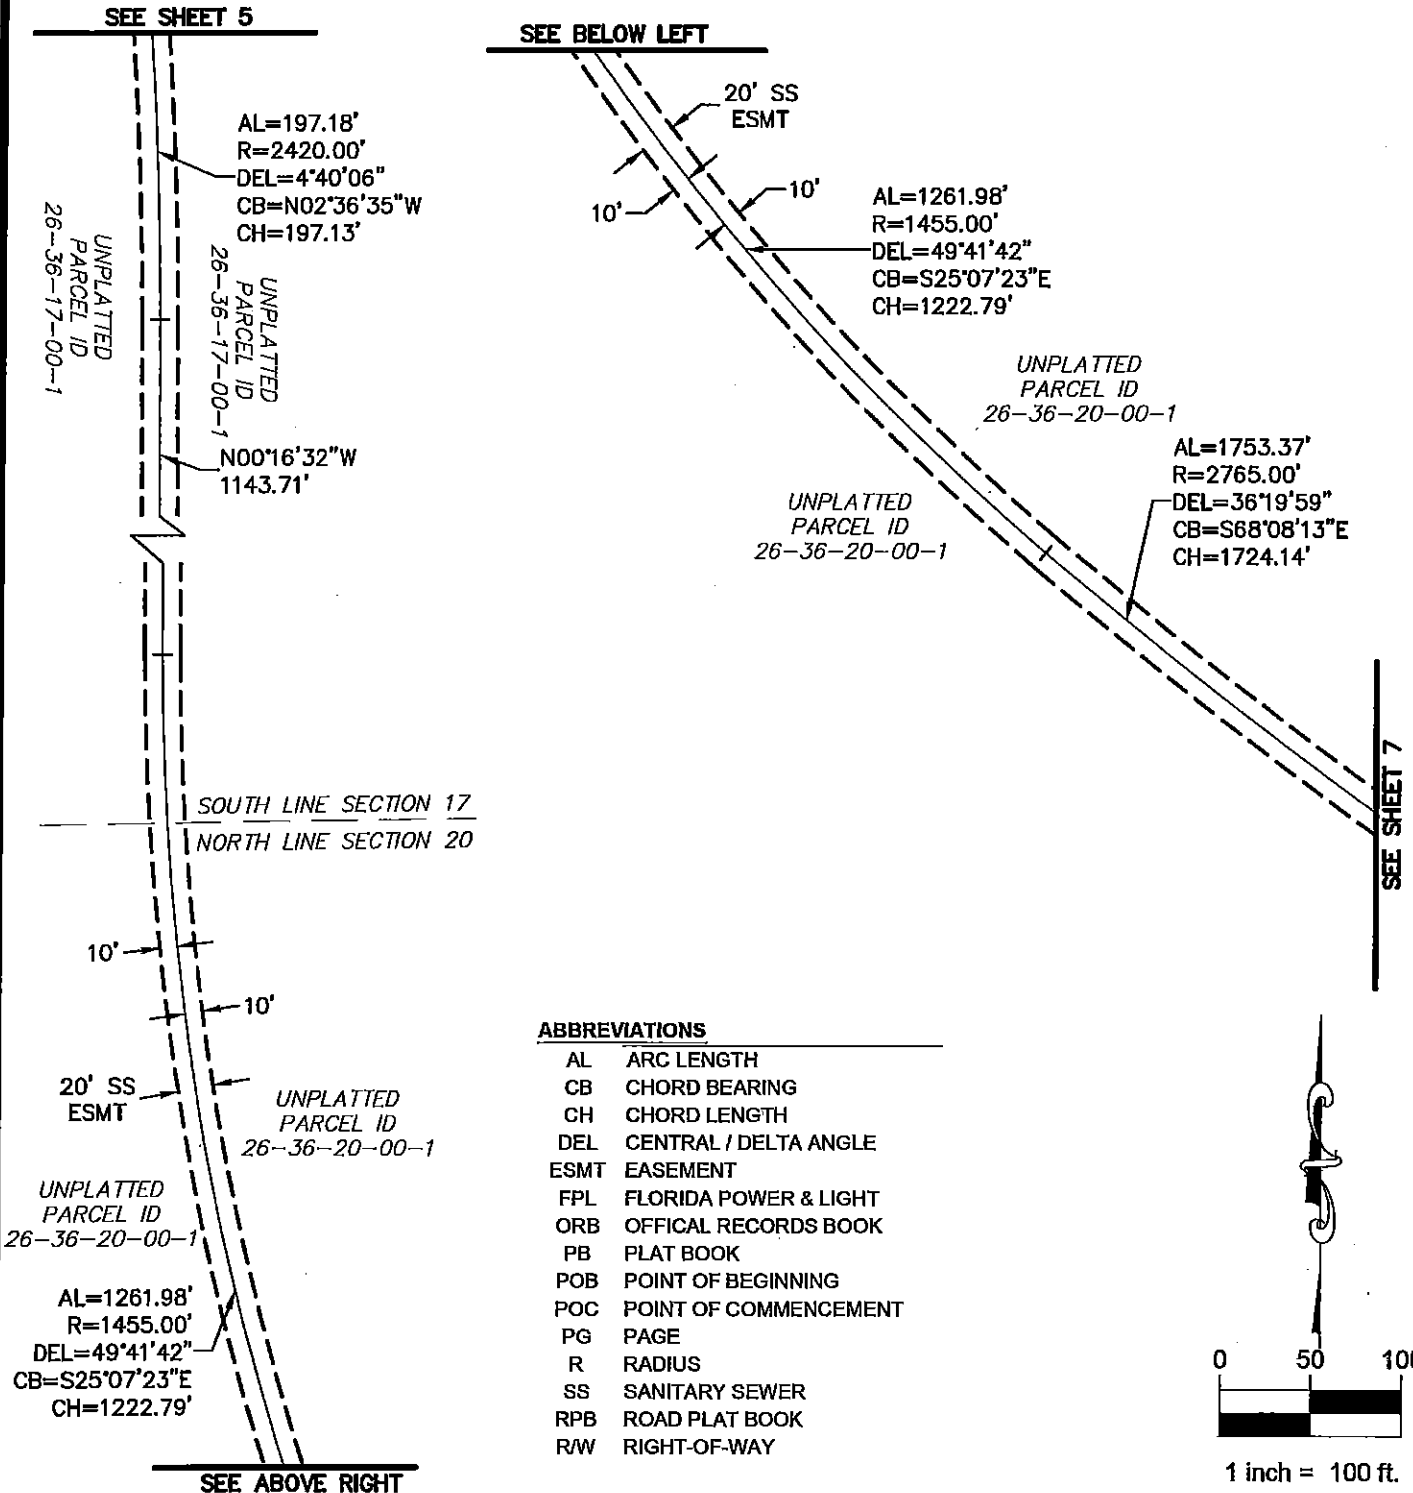 SEE SHEET 5
AL=197.18'
R=2420.00'
DEL=4°40'06"
CB=N02°36'35"W
CH=197.13'
UNPLATTED
PARCEL ID
26-36-17-00-1
UNPLATTED
PARCEL ID
26-36-17-00-1
N00°16'32"W
1143.71'
SOUTH LINE SECTION 17
NORTH LINE SECTION 20
10'
10'
20' SS
ESMT
UNPLATTED
PARCEL ID
26-36-20-00-1
UNPLATTED
PARCEL ID
26-36-20-00-1
AL=1261.98'
R=1455.00'
DEL=49°41'42"
CB=S25°07'23"E
CH=1222.79'
SEE ABOVE RIGHT
SEE BELOW LEFT
20' SS
ESMT
10'
10'
AL=1261.98'
R=1455.00'
DEL=49°41'42"
CB=S25°07'23"E
CH=1222.79'
UNPLATTED
PARCEL ID
26-36-20-00-1
UNPLATTED
PARCEL ID
26-36-20-00-1
AL=1753.37'
R=2765.00'
DEL=36°19'59"
CB=S68°08'13"E
CH=1724.14'
SEE SHEET 7
ABBREVIATIONS
AL ARC LENGTH
CB CHORD BEARING
CH CHORD LENGTH
DEL CENTRAL / DELTA ANGLE
ESMT EASEMENT
FPL FLORIDA POWER & LIGHT
ORB OFFICAL RECORDS BOOK
PB PLAT BOOK
POB POINT OF BEGINNING
POC POINT OF COMMENCEMENT
PG PAGE
R RADIUS
SS SANITARY SEWER
RPB ROAD PLAT BOOK
R/W RIGHT-OF-WAY
0 50 100
1 inch = 100 ft.